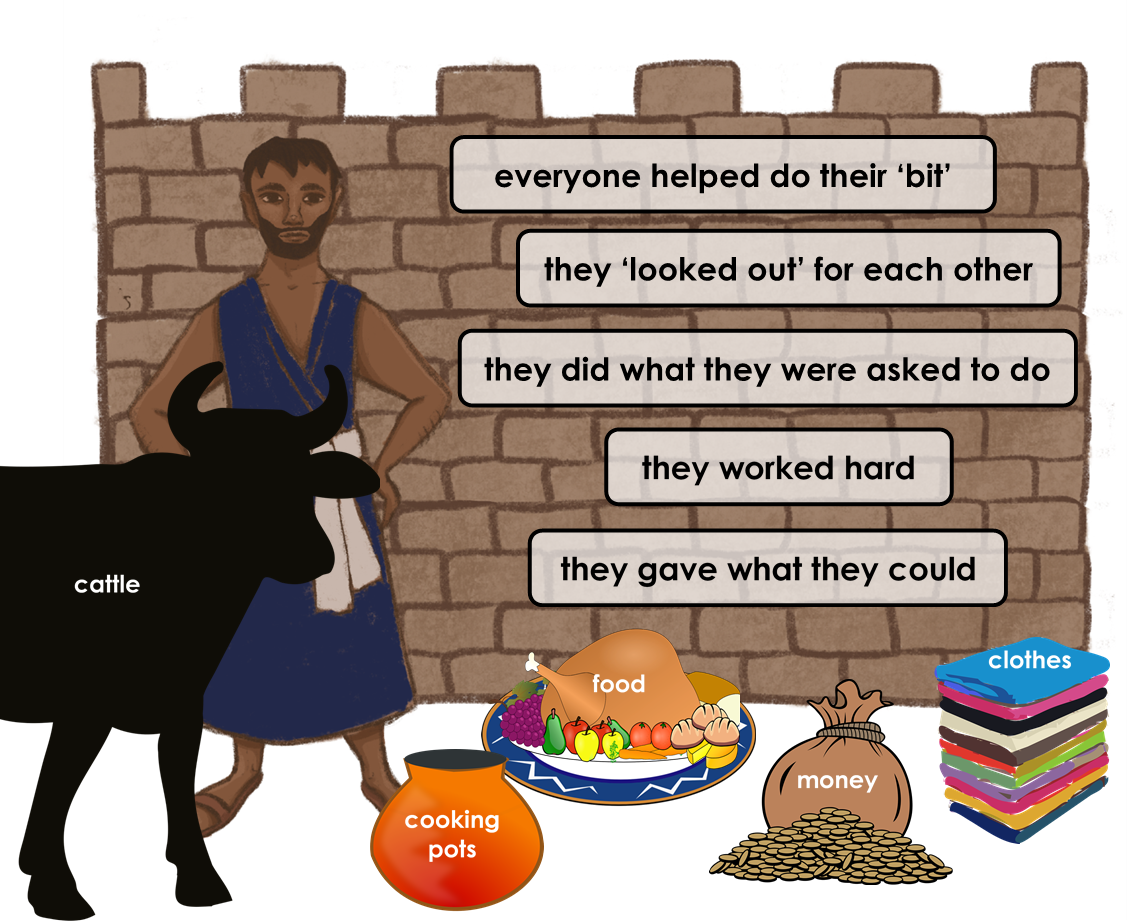 everyone helped do their ‘bit’
they ‘looked out’ for each other
they did what they were asked to do
they worked hard
they gave what they could
cattle
clothes
food
money
cooking
pots